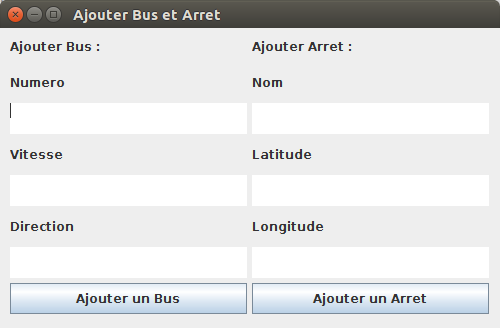 Ajouter Bus et Arret
Ajouter Bus : Ajouter Arret :
Numero Nom
Vitesse Latitude
Direction Longitude
Ajouter un Bus Ajouter un Arret